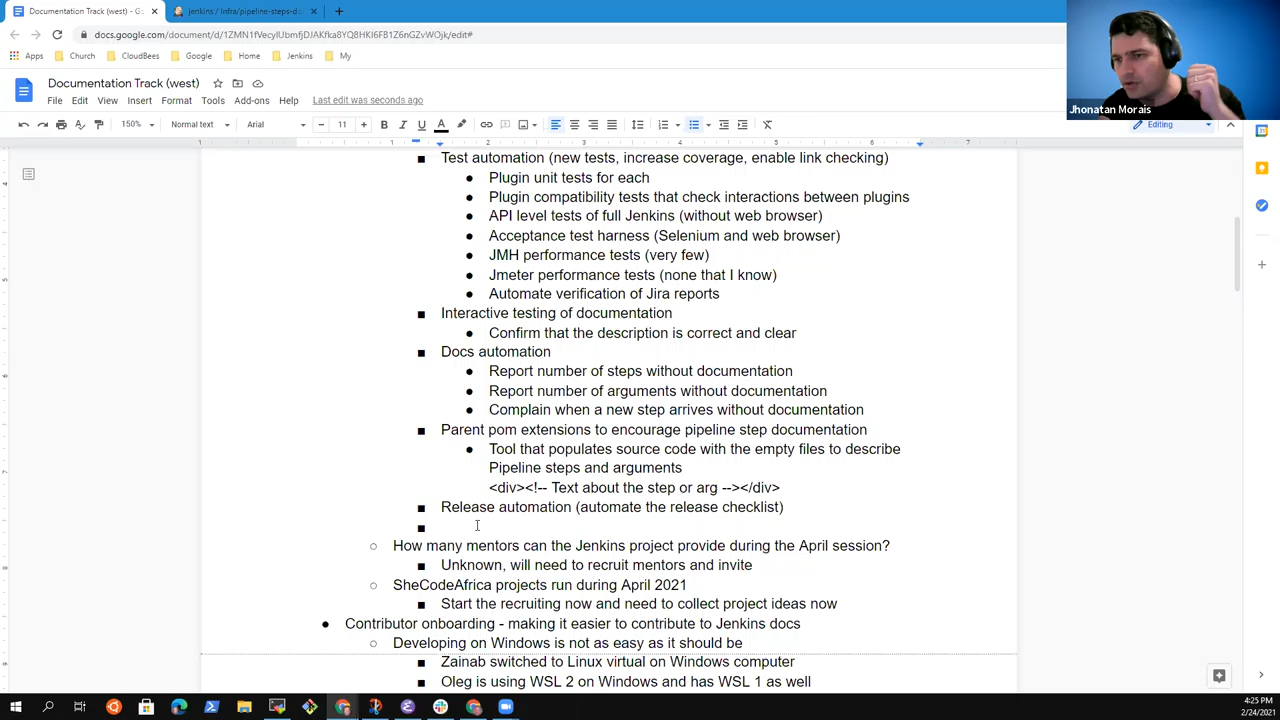 Documentation Track (west) - G
jenkins / Infra/pipeline-steps-d
docs.google.com/document/d/1ZMN1fVecylUbmfjDJAKfka8YQ8HKI6FB1Z6nGZvWOjk/edit#
Apps Church CloudBees Google Home Jenkins My
Documentation Track (west)
File Edit View Insert Format Tools Add-ons Help Last edit was seconds ago
Jhonatan Morais
150% Normal text Arial 11 B I U A Editing
1 1 2 3 4 5 6 7
Test automation (new tests, increase coverage, enable link checking)
Plugin unit tests for each
Plugin compatibility tests that check interactions between plugins
API level tests of full Jenkins (without web browser)
Acceptance test harness (Selenium and web browser)
JMH performance tests (very few)
Jmeter performance tests (none that I know)
Automate verification of Jira reports
Interactive testing of documentation
Confirm that the description is correct and clear
Docs automation
Report number of steps without documentation
Report number of arguments without documentation
Complain when a new step arrives without documentation
Parent pom extensions to encourage pipeline step documentation
Tool that populates source code with the empty files to describe
Pipeline steps and arguments
<div><!-- Text about the step or arg --></div>
Release automation (automate the release checklist)
How many mentors can the Jenkins project provide during the April session?
Unknown, will need to recruit mentors and invite
SheCodeAfrica projects run during April 2021
Start the recruiting now and need to collect project ideas now
Contributor onboarding - making it easier to contribute to Jenkins docs
Developing on Windows is not as easy as it should be
Zainab switched to Linux virtual on Windows computer
Oleg is using WSL 2 on Windows and has WSL 1 as well
4:25 PM
2/24/2021